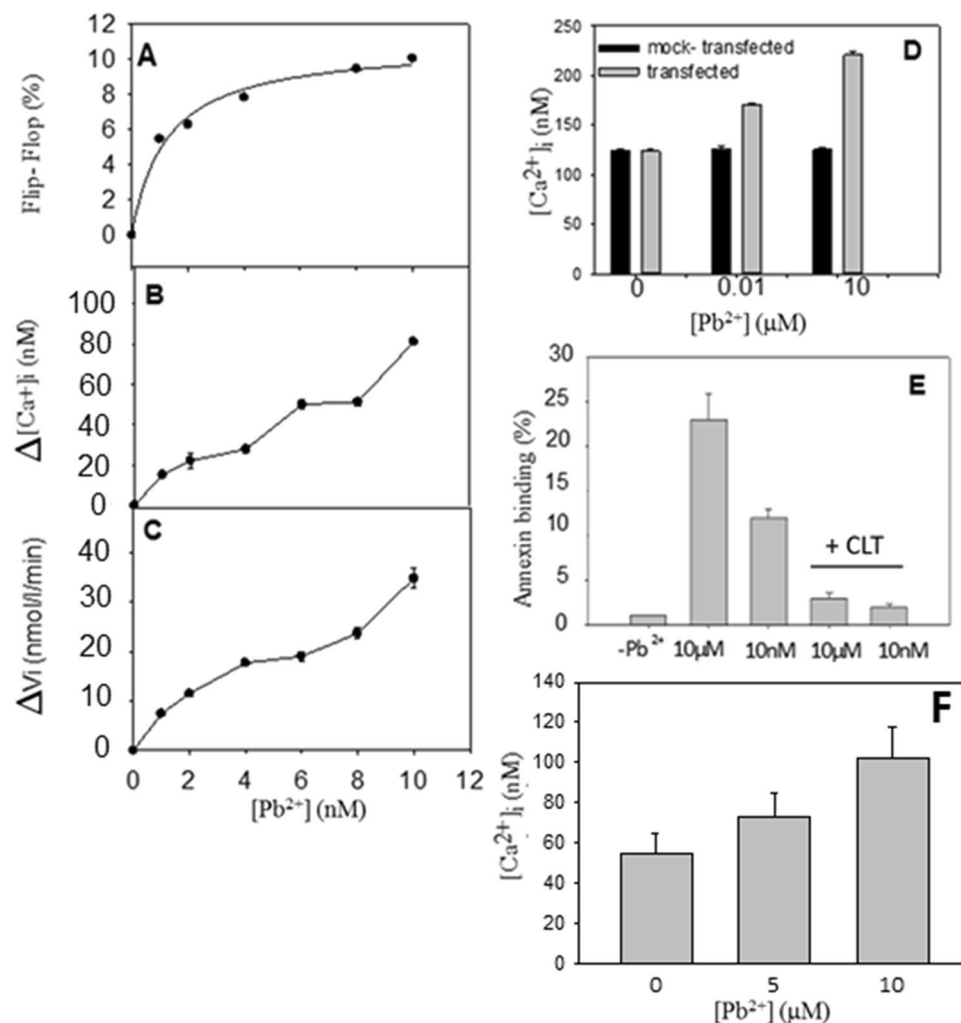 A
Flip- Flop (%)
12
10
8
6
4
2
0
B
Δ[Ca+]i (nM)
100
80
60
40
20
0
C
ΔVi (nmol/l/min)
40
30
20
10
0
0 2 4 6 8 10 12
[Pb²⁺] (nM)
D
mock- transfected
transfected
[Ca²⁺]i (nM)
250
200
150
100
50
0
0 0.01 10
[Pb²⁺] (μM)
E
Annexin binding (%)
30
25
20
15
10
5
0
+ CLT
-Pb²⁺ 10μM 10nM 10μM 10nM
F
[Ca²⁺]i (nM)
140
120
100
80
60
40
20
0
0 5 10
[Pb²⁺] (μM)